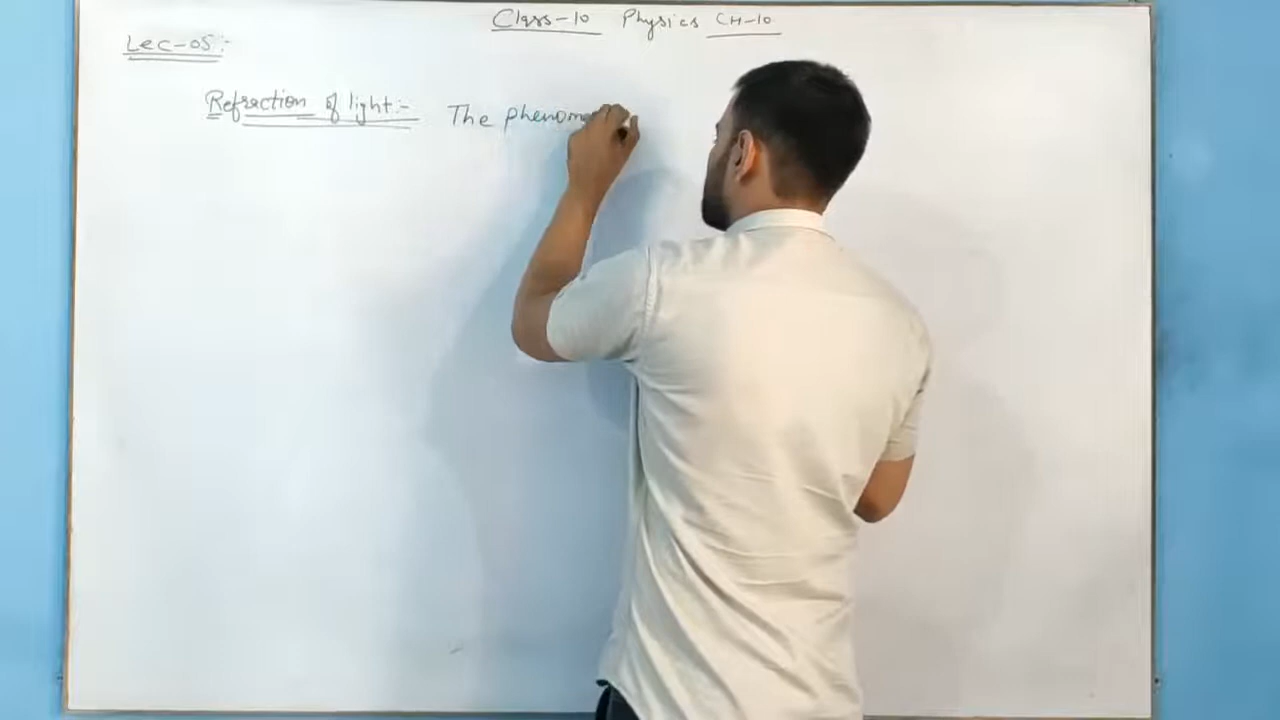 Class-10 Physics CH-10
Lec-05:-
Refraction of light:- The phenom